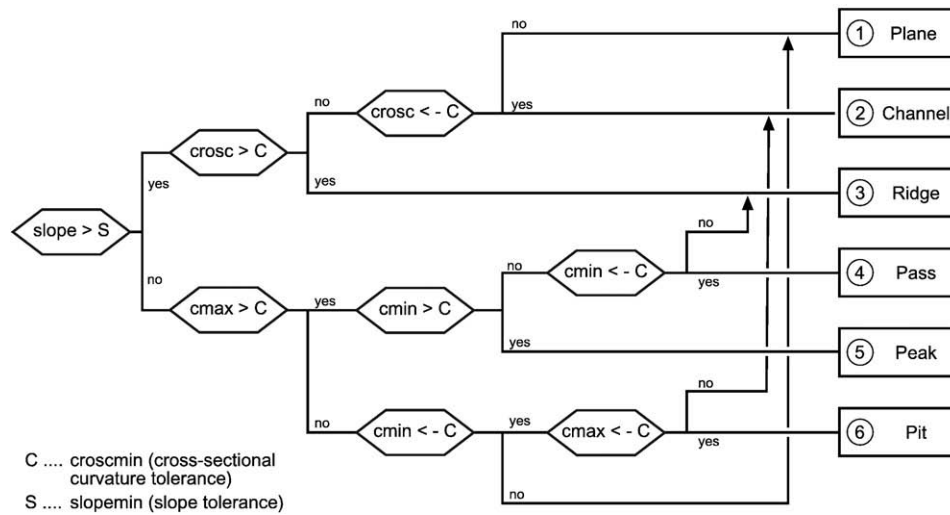 no
1 Plane
no
crosc < - C
yes
2 Channel
crosc > C
yes
yes
3 Ridge
slope > S
no
no
cmin < - C
yes
4 Pass
no
cmax > C
yes
cmin > C
yes
5 Peak
no
no
cmin < - C
yes
cmax < - C
yes
6 Pit
C .... croscmin (cross-sectional
curvature tolerance)
no
S .... slopemin (slope tolerance)